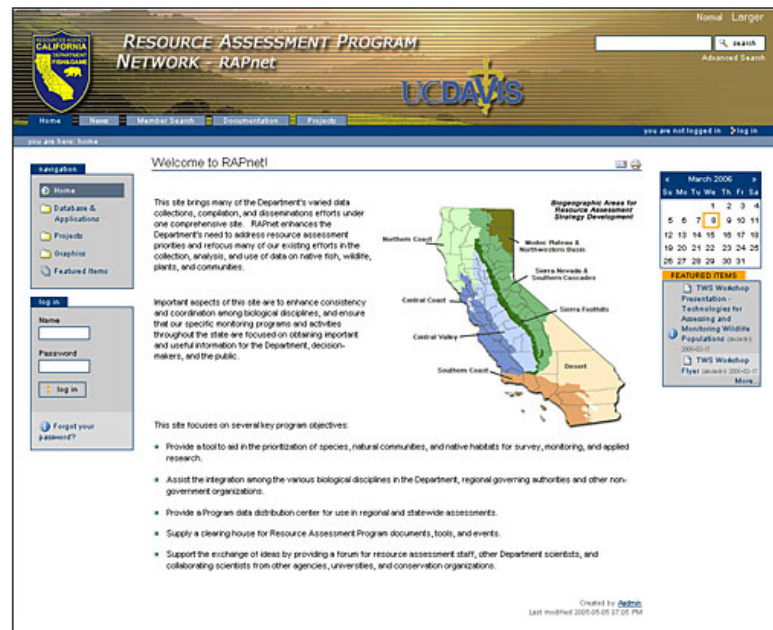 Normal Larger
RESOURCES AGENCY
CALIFORNIA
DEPARTMENT
FISH&GAME
RESOURCE ASSESSMENT PROGRAM
NETWORK - RAPNET
search
Advanced Search
UCDAVIS
Home News Member Search Documentation Projects
you are not logged in log in
you are here: home
navigation
Home
Database &
Applications
Projects
Graphics
Featured Items
log in
Name
Password
log in
Forgot your
password?
Welcome to RAPnet!
This site brings many of the Department's varied data
collections, compilation, and disseminations efforts under
one comprehensive site. RAPnet enhances the
Department's need to address resource assessment
priorities and refocus many of our existing efforts in the
collection, analysis, and use of data on native fish, wildlife,
plants, and communities.
Important aspects of this site are to enhance consistency
and coordination among biological disciplines, and ensure
that our specific monitoring programs and activities
throughout the state are focused on obtaining important
and useful information for the Department, decision-
makers, and the public.
Biogeographic Areas for
Resource Assessment
Strategy Development
Northern Coast
Modoc Plateau &
Northwestern Basin
Sierra Nevada &
Southern Cascades
Central Coast
Sierra Foothills
Central Valley
Desert
Southern Coast
This site focuses on several key program objectives:
Provide a tool to aid in the prioritization of species, natural communities, and native habitats for survey, monitoring, and applied
research.
Assist the integration among the various biological disciplines in the Department, regional governing authorities and other non-
government organizations.
Provide a Program data distribution center for use in regional and statewide assessments.
Supply a clearing house for Resource Assessment Program documents, tools, and events.
Support the exchange of ideas by providing a forum for resource assessment staff, other Department scientists, and
collaborating scientists from other agencies, universities, and conservation organizations.
Created by Aadmin
Last modified 2005-05-05 07:05 PM
« March 2006 »
Su Mo Tu We Th Fr Sa
1 2 3 4
5 6 7 8 9 10 11
12 13 14 15 16 17 18
19 20 21 22 23 24 25
26 27 28 29 30 31
FEATURED ITEMS
TWS Workshop
Presentation -
Technologies for
Assessing and
Monitoring Wildlife
Populations 2006-02-17
TWS Workshop
Flyer 2006-02-17
More...